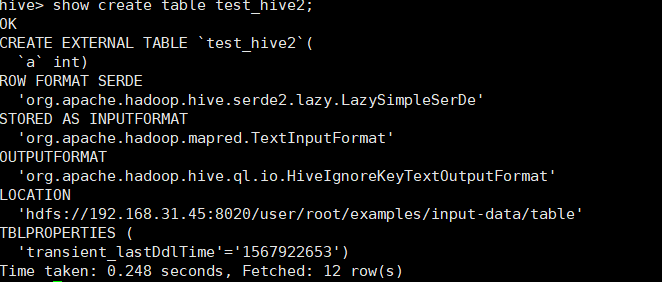 hive> show create table test_hive2;
OK
CREATE EXTERNAL TABLE `test_hive2`(
  `a` int)
ROW FORMAT SERDE
  'org.apache.hadoop.hive.serde2.lazy.LazySimpleSerDe'
STORED AS INPUTFORMAT
  'org.apache.hadoop.mapred.TextInputFormat'
OUTPUTFORMAT
  'org.apache.hadoop.hive.ql.io.HiveIgnoreKeyTextOutputFormat'
LOCATION
  'hdfs://192.168.31.45:8020/user/root/examples/input-data/table'
TBLPROPERTIES (
  'transient_lastDdlTime'='1567922653')
Time taken: 0.248 seconds, Fetched: 12 row(s)